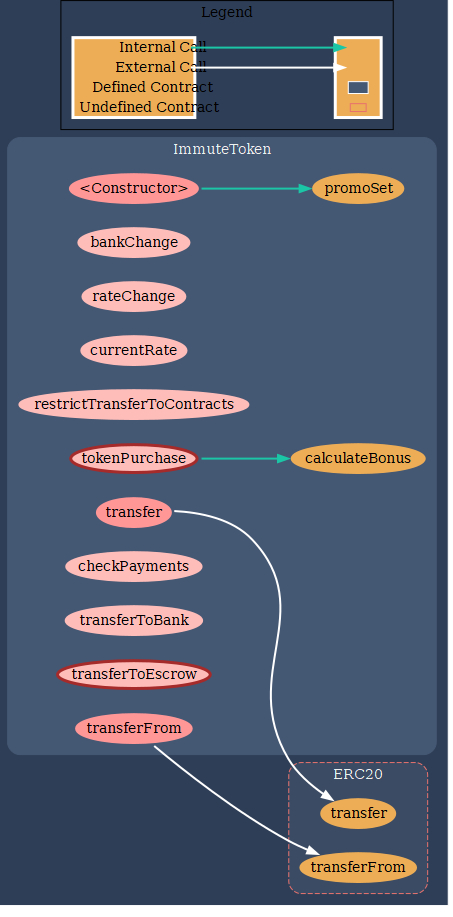 Legend
Internal Call
External Call
Defined Contract
Undefined Contract
ImmuteToken
<Constructor>
promoSet
bankChange
rateChange
currentRate
restrictTransferToContracts
tokenPurchase
calculateBonus
transfer
checkPayments
transferToBank
transferToEscrow
transferFrom
ERC20
transfer
transferFrom